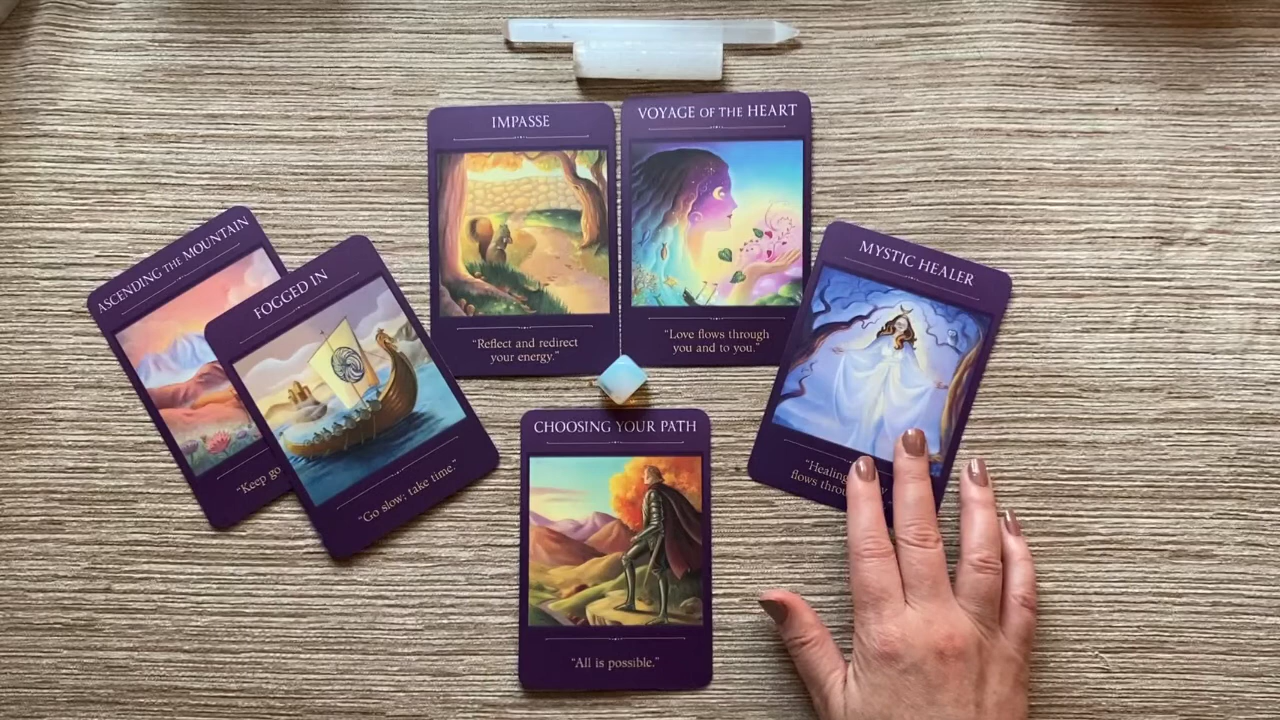 ASCENDING THE MOUNTAIN
"Keep go
FOGGED IN
"Go slow; take time."
IMPASSE
"Reflect and redirect
your energy."
VOYAGE OF THE HEART
"Love flows through
you and to you."
MYSTIC HEALER
"Healing
flows
CHOOSING YOUR PATH
"All is possible."